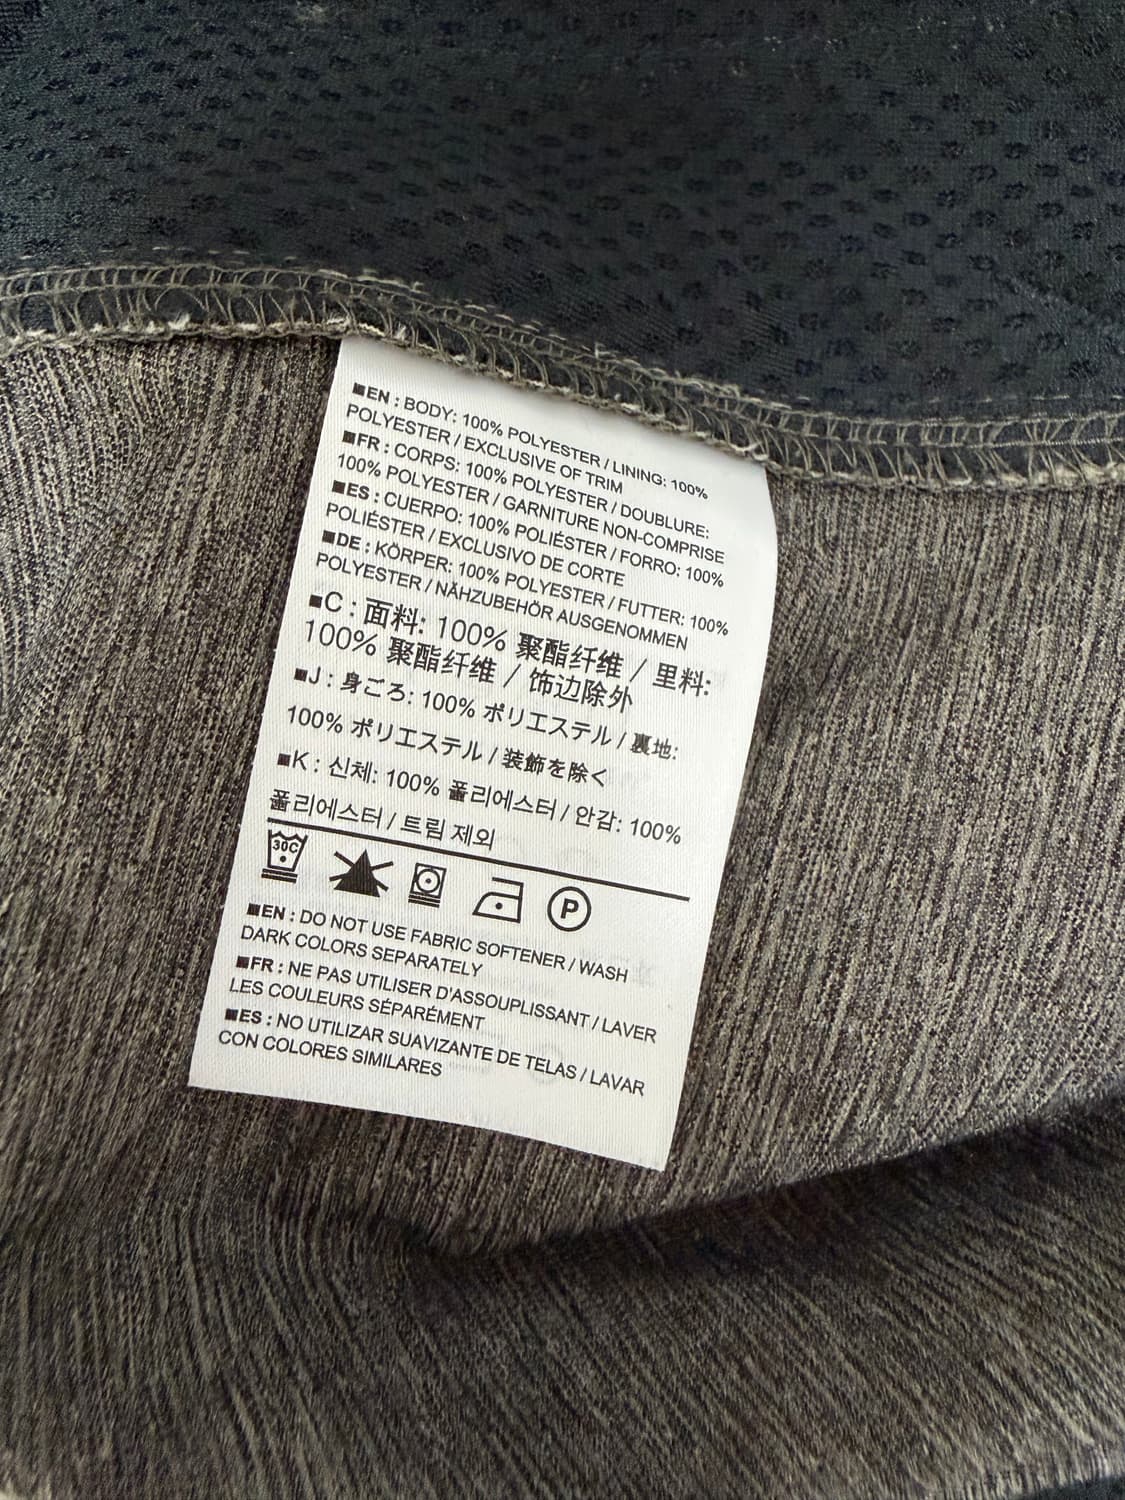 ■EN : BODY: 100% POLYESTER / LINING: 100%
POLYESTER / EXCLUSIVE OF TRIM
■FR : CORPS: 100% POLYESTER / DOUBLURE:
100% POLYESTER / GARNITURE NON-COMPRISE
■ES : CUERPO: 100% POLIÉSTER / FORRO: 100%
POLIÉSTER / EXCLUSIVO DE CORTE
■DE : KÖRPER: 100% POLYESTER / FUTTER: 100%
POLYESTER / NÄHZUBEHÖR AUSGENOMMEN
■C : 面料: 100% 聚酯纤维 / 里料:
100% 聚酯纤维 / 饰边除外
■J : 身ごろ: 100% ポリエステル / 裏地:
100% ポリエステル / 装飾を除く
■K : 신체: 100% 폴리에스터 / 안감: 100%
폴리에스터 / 트림 제외
30C P
■EN : DO NOT USE FABRIC SOFTENER / WASH
DARK COLORS SEPARATELY
■FR : NE PAS UTILISER D'ASSOUPLISSANT / LAVER
LES COULEURS SÉPARÉMENT
■ES : NO UTILIZAR SUAVIZANTE DE TELAS / LAVAR
CON COLORES SIMILARES